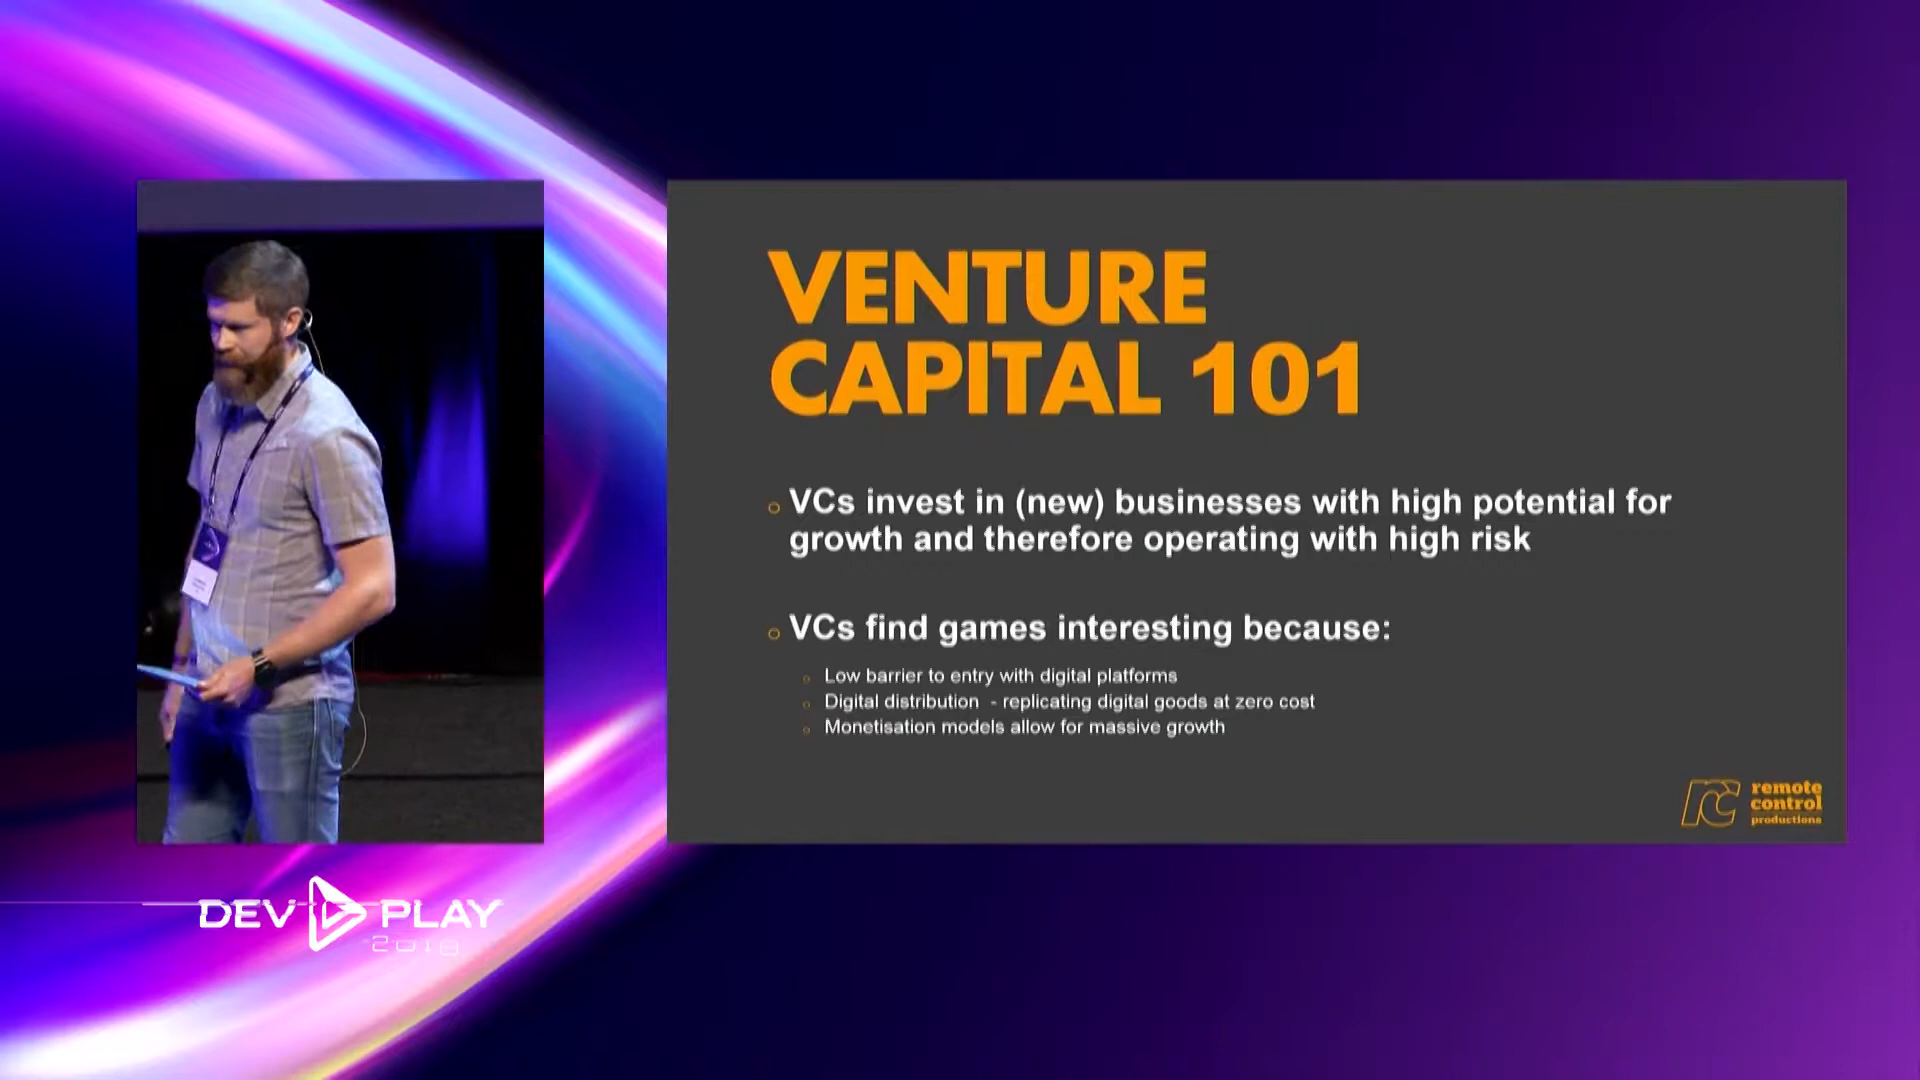 VENTURE
CAPITAL 101
VCs invest in (new) businesses with high potential for
growth and therefore operating with high risk
VCs find games interesting because:
Low barrier to entry with digital platforms
Digital distribution - replicating digital goods at zero cost
Monetisation models allow for massive growth
rc
remote
control
productions
DEV PLAY
2018